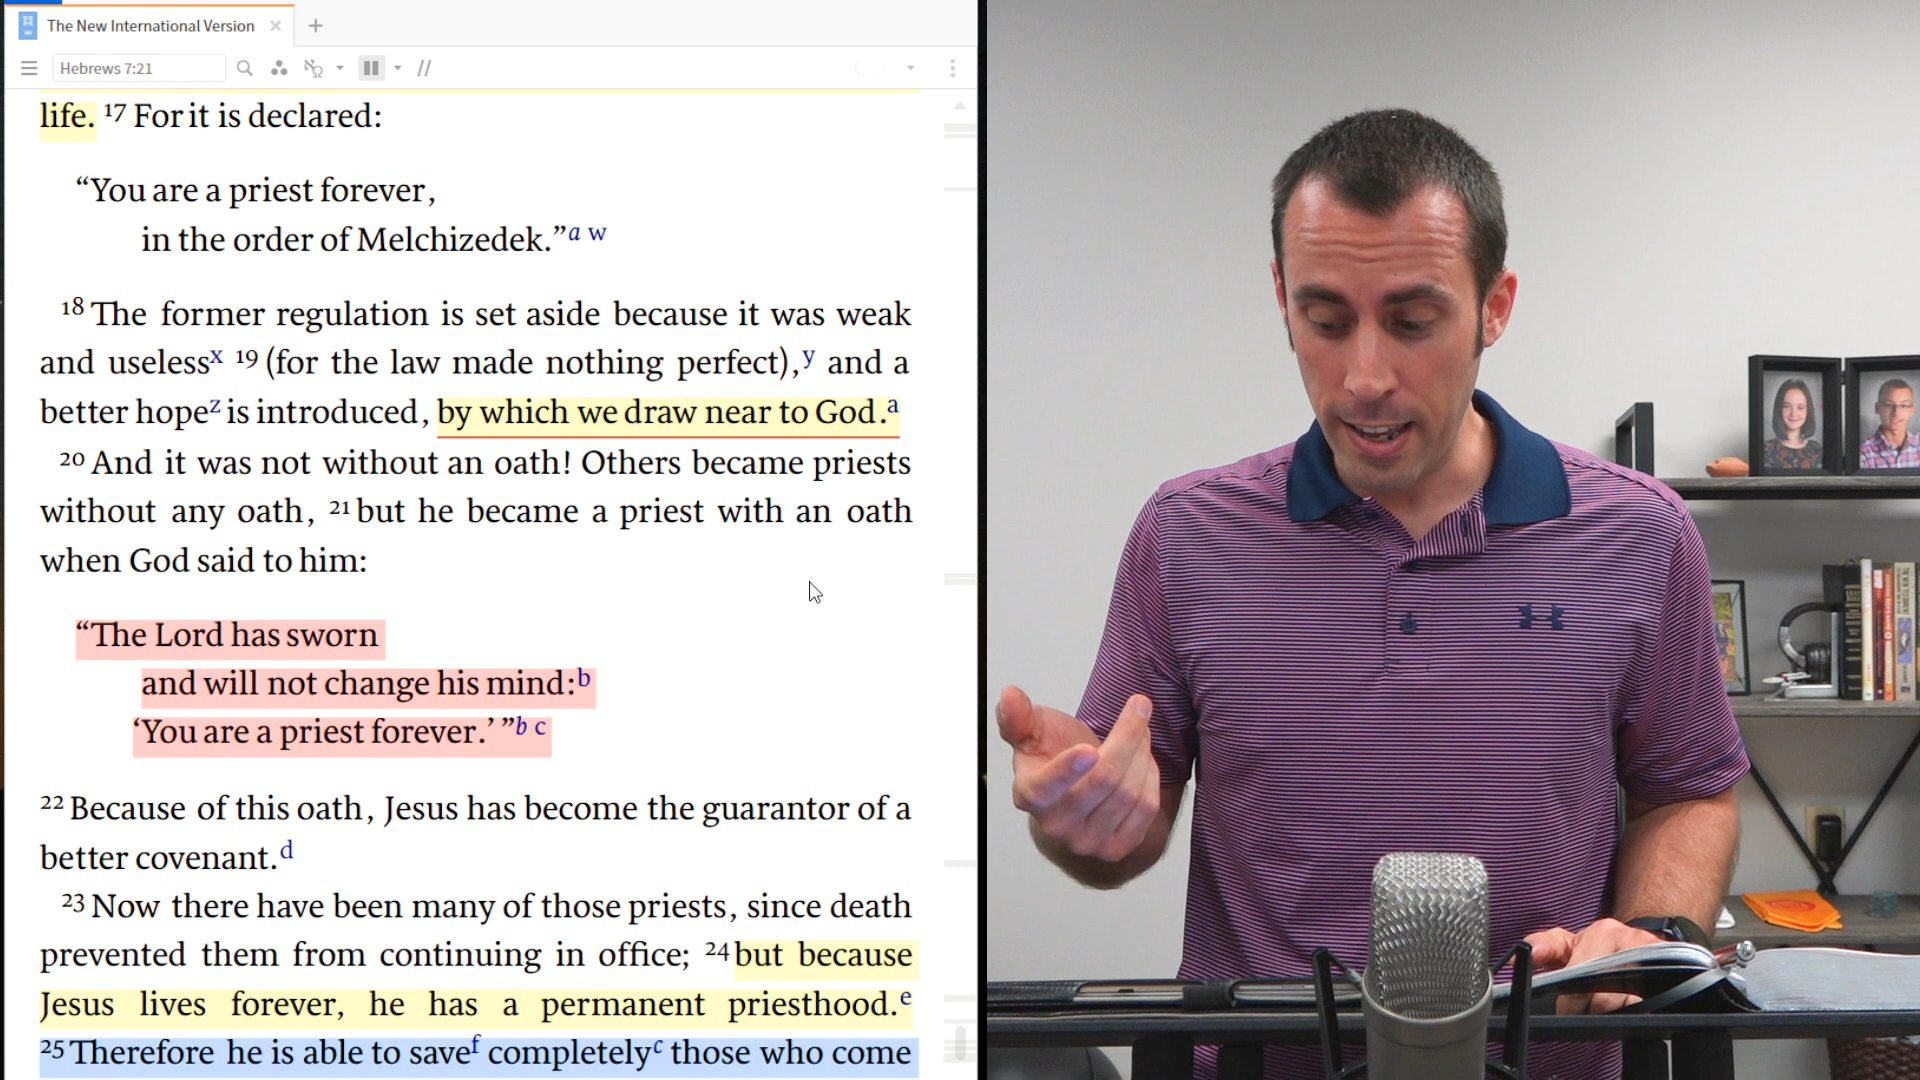 The New International Version
Hebrews 7:21
life. 17 For it is declared:
“You are a priest forever,
in the order of Melchizedek.”a w
18 The former regulation is set aside because it was weak
and uselessx 19 (for the law made nothing perfect),y and a
better hopez is introduced, by which we draw near to God.a
20 And it was not without an oath! Others became priests
without any oath, 21 but he became a priest with an oath
when God said to him:
“The Lord has sworn
and will not change his mind:b
‘You are a priest forever.’ ”b c
22 Because of this oath, Jesus has become the guarantor of a
better covenant.d
23 Now there have been many of those priests, since death
prevented them from continuing in office; 24 but because
Jesus lives forever, he has a permanent priesthood.e
25 Therefore he is able to savef completelyc those who come